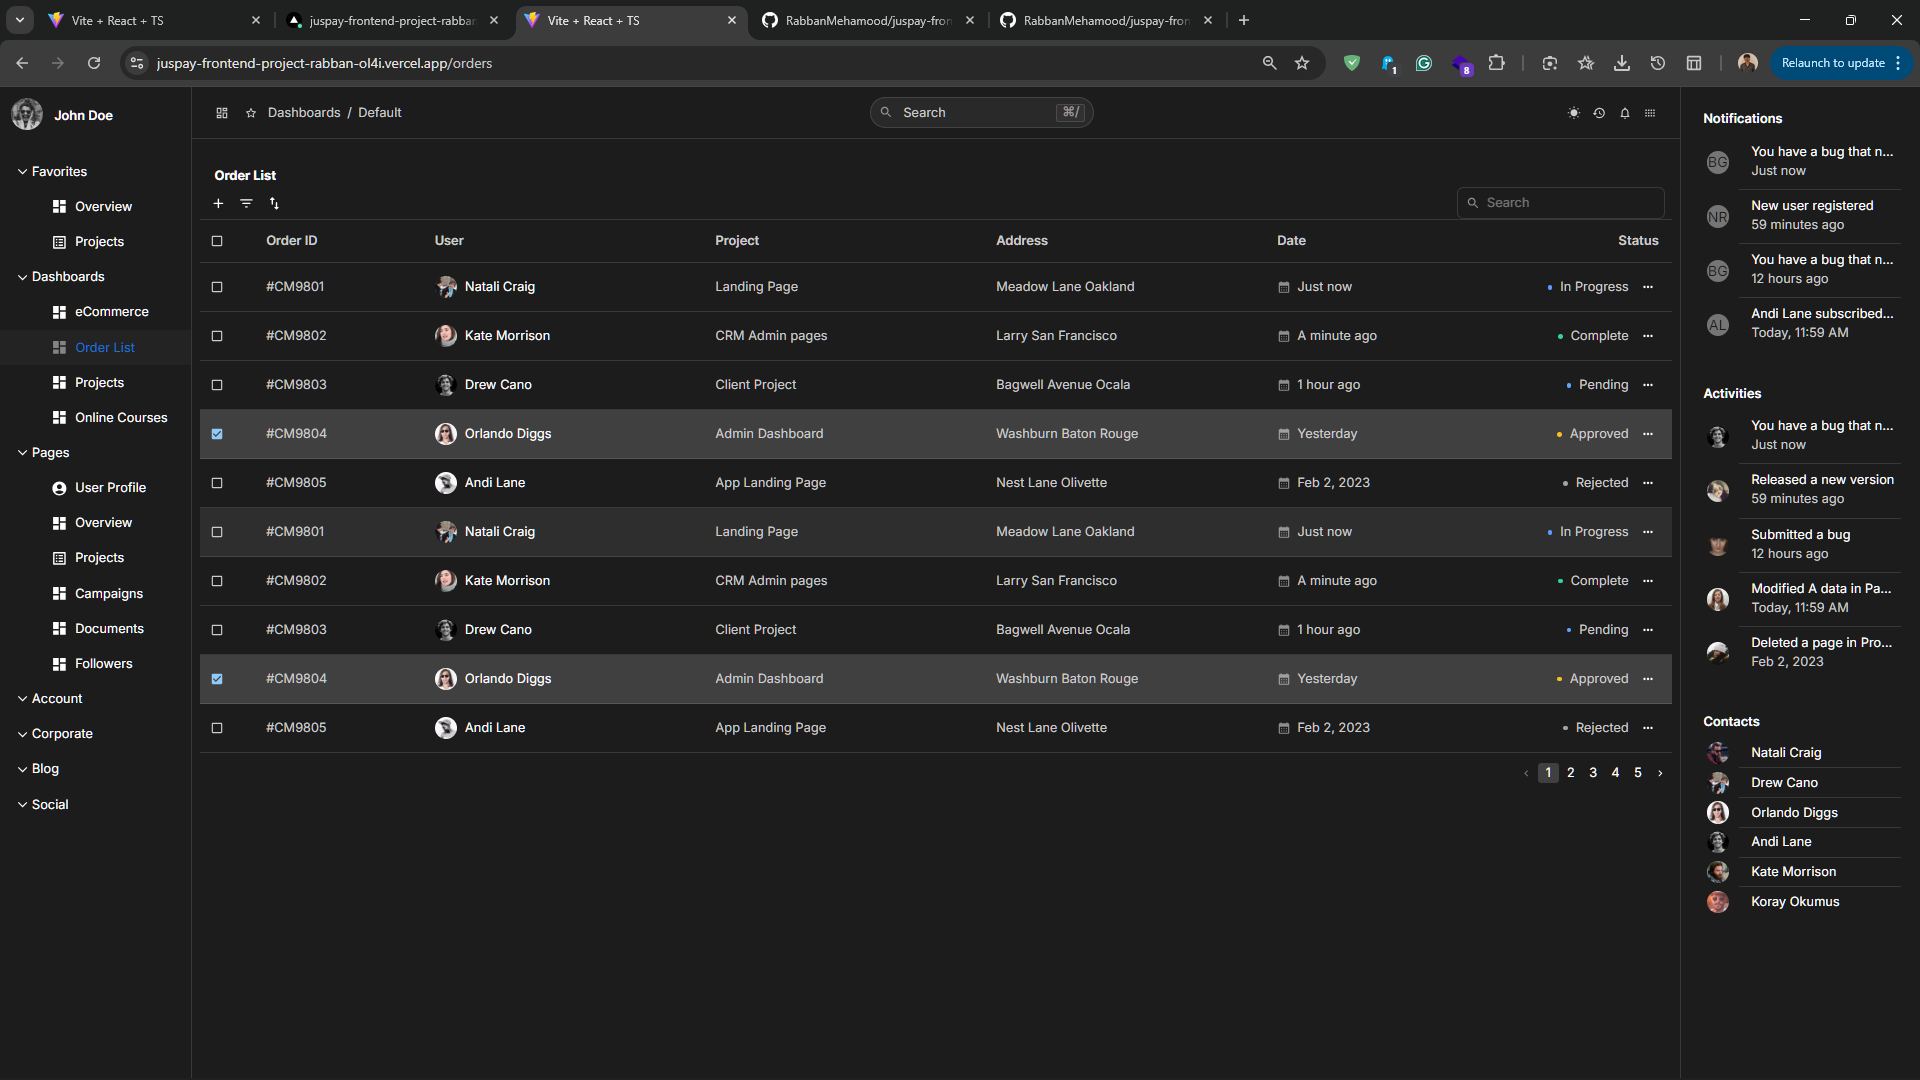 Vite + React + TS
juspay-frontend-project-rabban
Vite + React + TS
RabbanMehamood/juspay-fron
RabbanMehamood/juspay-fron
juspay-frontend-project-rabban-ol4i.vercel.app/orders
1
8
Relaunch to update
John Doe
Favorites
Overview
Projects
Dashboards
eCommerce
Order List
Projects
Online Courses
Pages
User Profile
Overview
Projects
Campaigns
Documents
Followers
Account
Corporate
Blog
Social
Dashboards / Default
Search ⌘/
Order List
Search
Order ID User Project Address Date Status
#CM9801 Natali Craig Landing Page Meadow Lane Oakland Just now In Progress ...
#CM9802 Kate Morrison CRM Admin pages Larry San Francisco A minute ago Complete ...
#CM9803 Drew Cano Client Project Bagwell Avenue Ocala 1 hour ago Pending ...
#CM9804 Orlando Diggs Admin Dashboard Washburn Baton Rouge Yesterday Approved ...
#CM9805 Andi Lane App Landing Page Nest Lane Olivette Feb 2, 2023 Rejected ...
#CM9801 Natali Craig Landing Page Meadow Lane Oakland Just now In Progress ...
#CM9802 Kate Morrison CRM Admin pages Larry San Francisco A minute ago Complete ...
#CM9803 Drew Cano Client Project Bagwell Avenue Ocala 1 hour ago Pending ...
#CM9804 Orlando Diggs Admin Dashboard Washburn Baton Rouge Yesterday Approved ...
#CM9805 Andi Lane App Landing Page Nest Lane Olivette Feb 2, 2023 Rejected ...
‹ 1 2 3 4 5 ›
Notifications
BG You have a bug that n...
Just now
NR New user registered
59 minutes ago
BG You have a bug that n...
12 hours ago
AL Andi Lane subscribed...
Today, 11:59 AM
Activities
You have a bug that n...
Just now
Released a new version
59 minutes ago
Submitted a bug
12 hours ago
Modified A data in Pa...
Today, 11:59 AM
Deleted a page in Pro...
Feb 2, 2023
Contacts
Natali Craig
Drew Cano
Orlando Diggs
Andi Lane
Kate Morrison
Koray Okumus